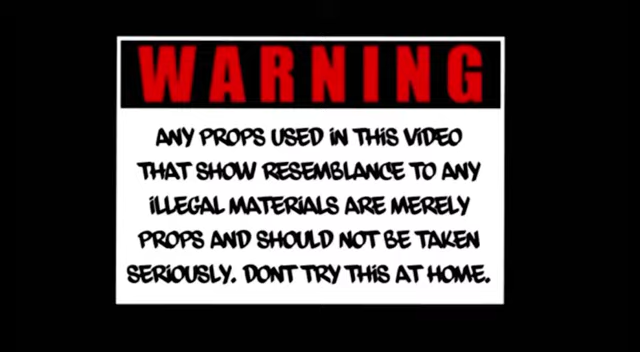 WARNING
ANY PROPS USED IN THIS VIDEO
THAT SHOW RESEMBLANCE TO ANY
ILLEGAL MATERIALS ARE MERELY
PROPS AND SHOULD NOT BE TAKEN
SERIOUSLY. DONT TRY THIS AT HOME.